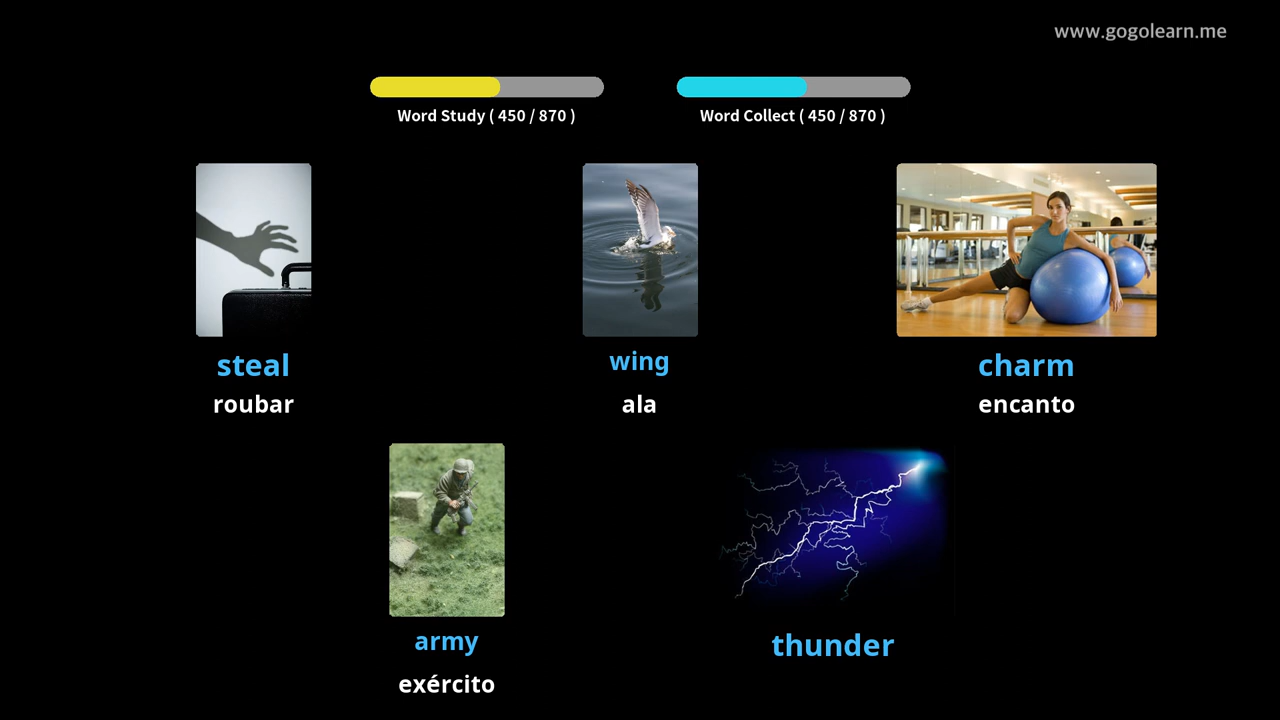 www.gogolearn.me
Word Study ( 450 / 870 )
Word Collect ( 450 / 870 )
steal
roubar
wing
ala
charm
encanto
army
exército
thunder